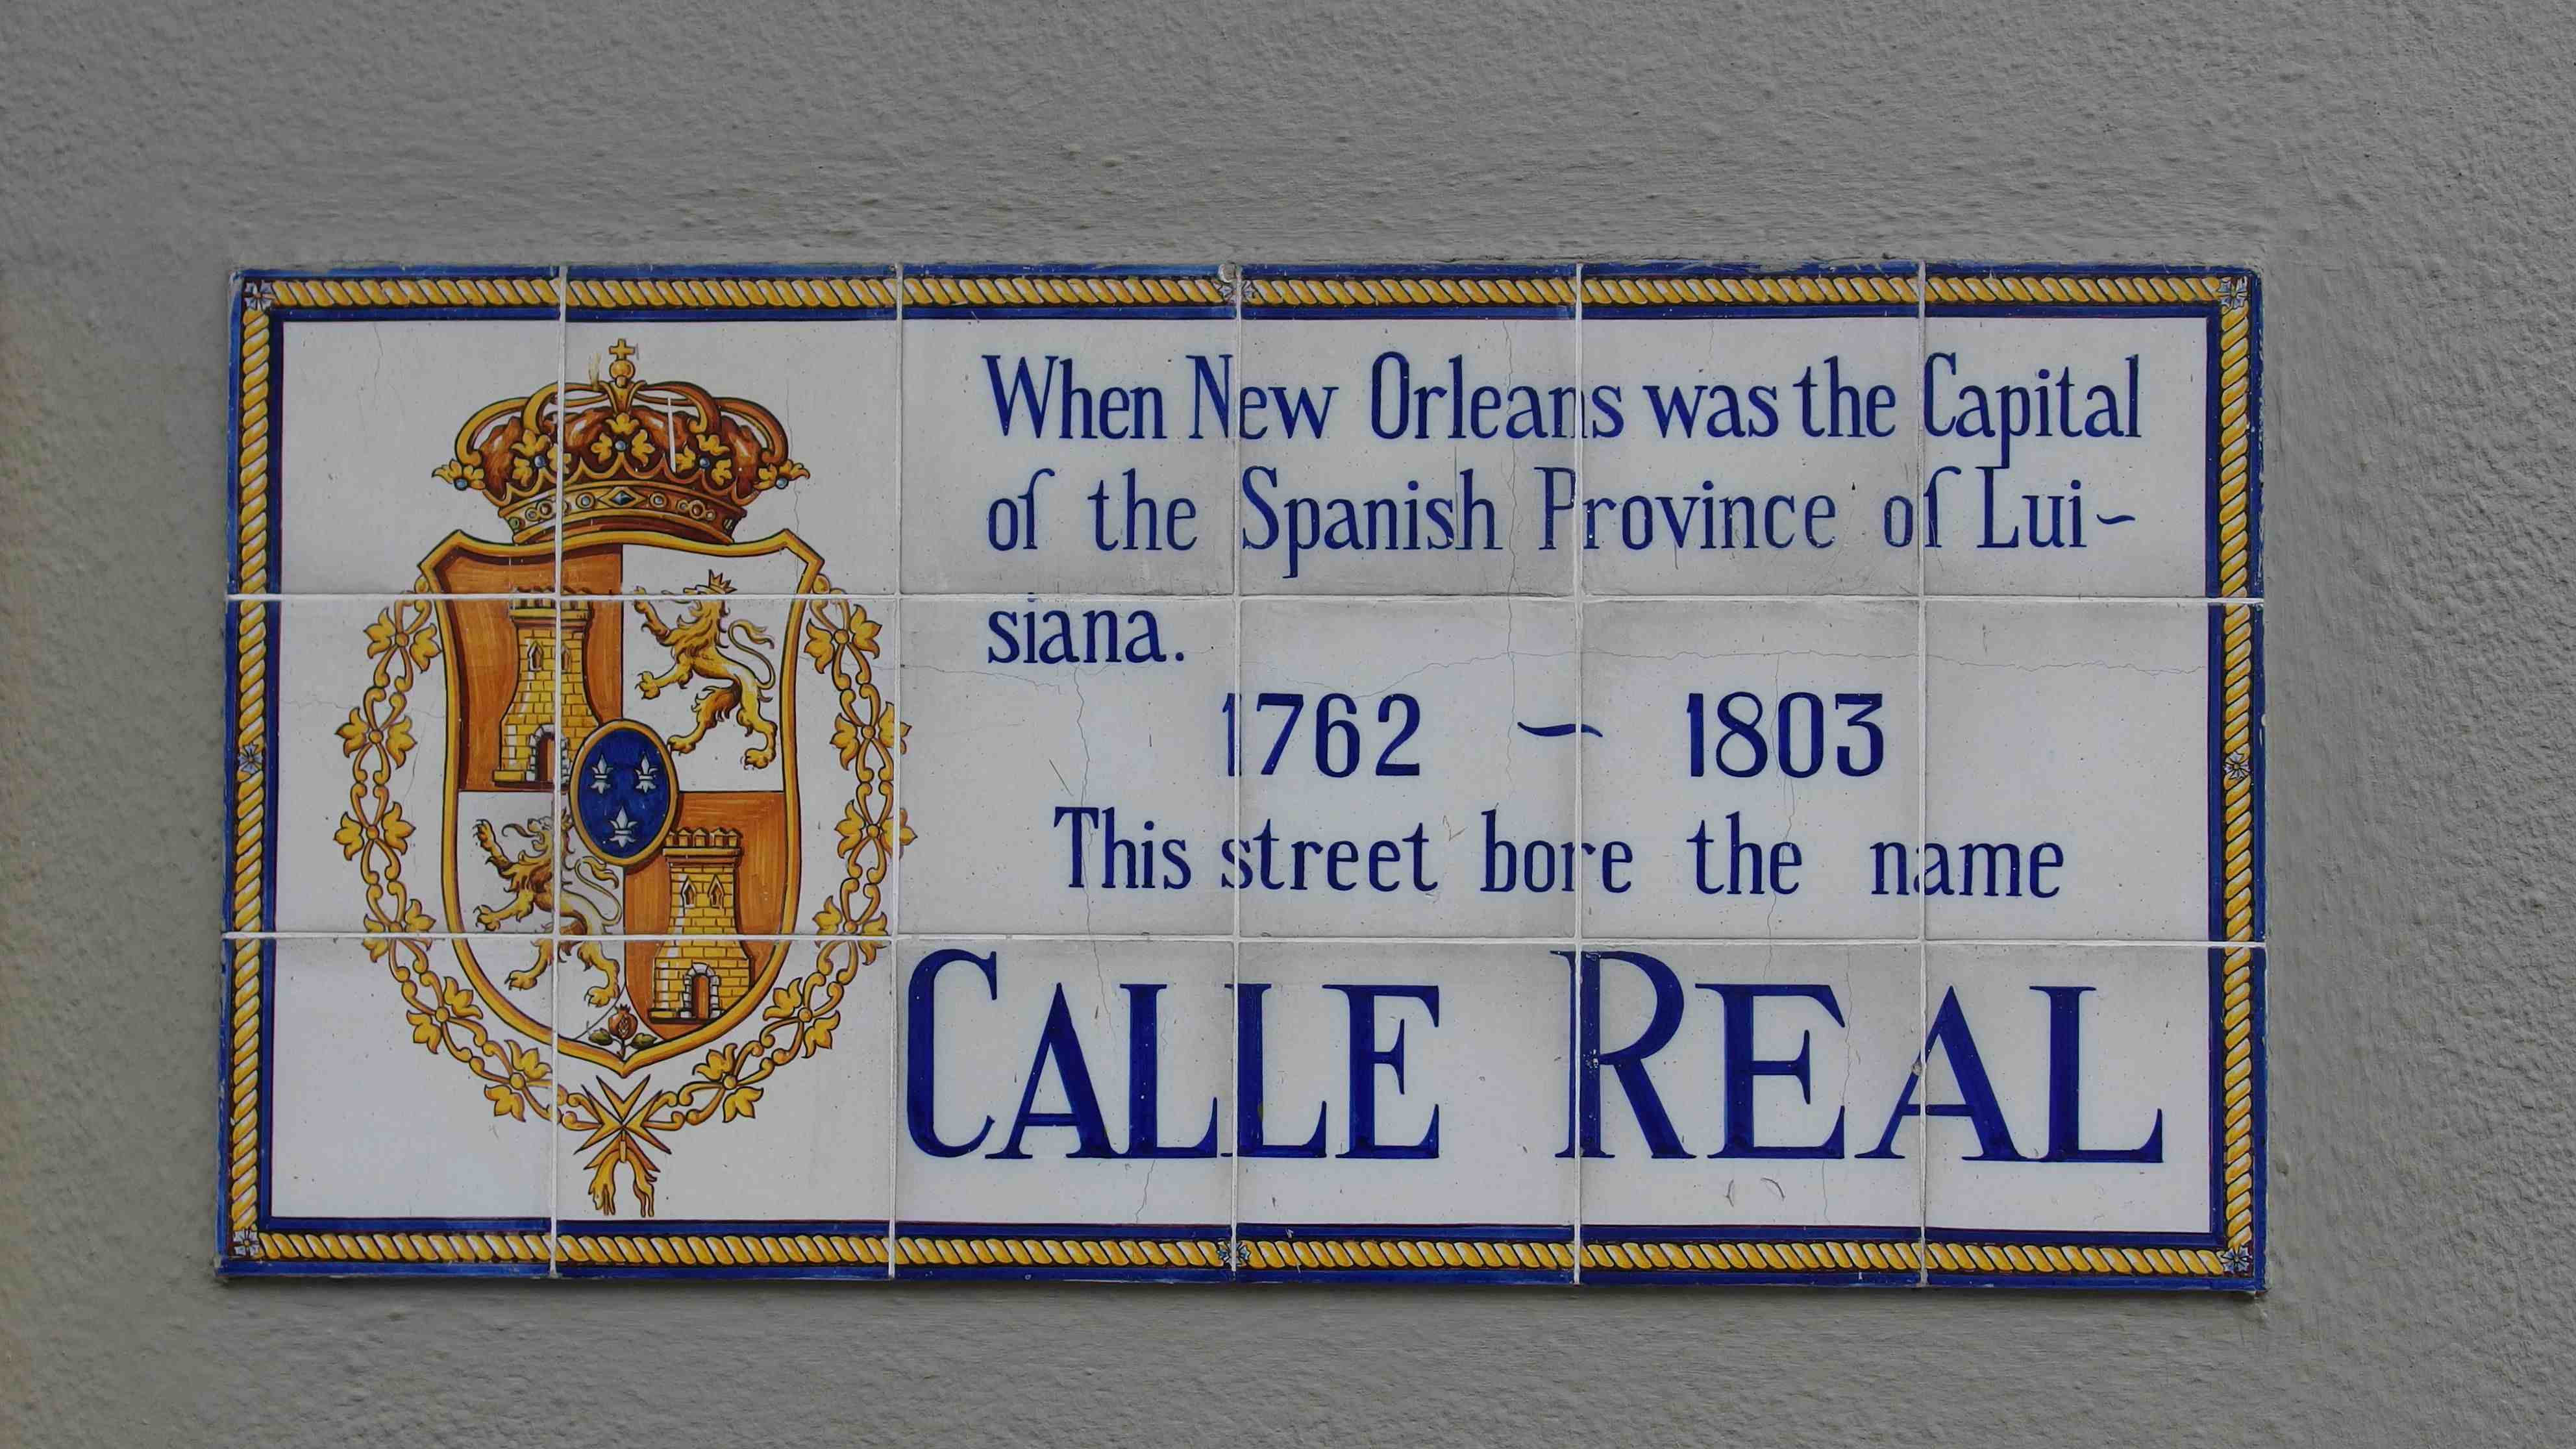 When New Orleans was the Capital
of the Spanish Province of Lui~
siana.
1762 ~ 1803
This street bore the name
CALLE REAL